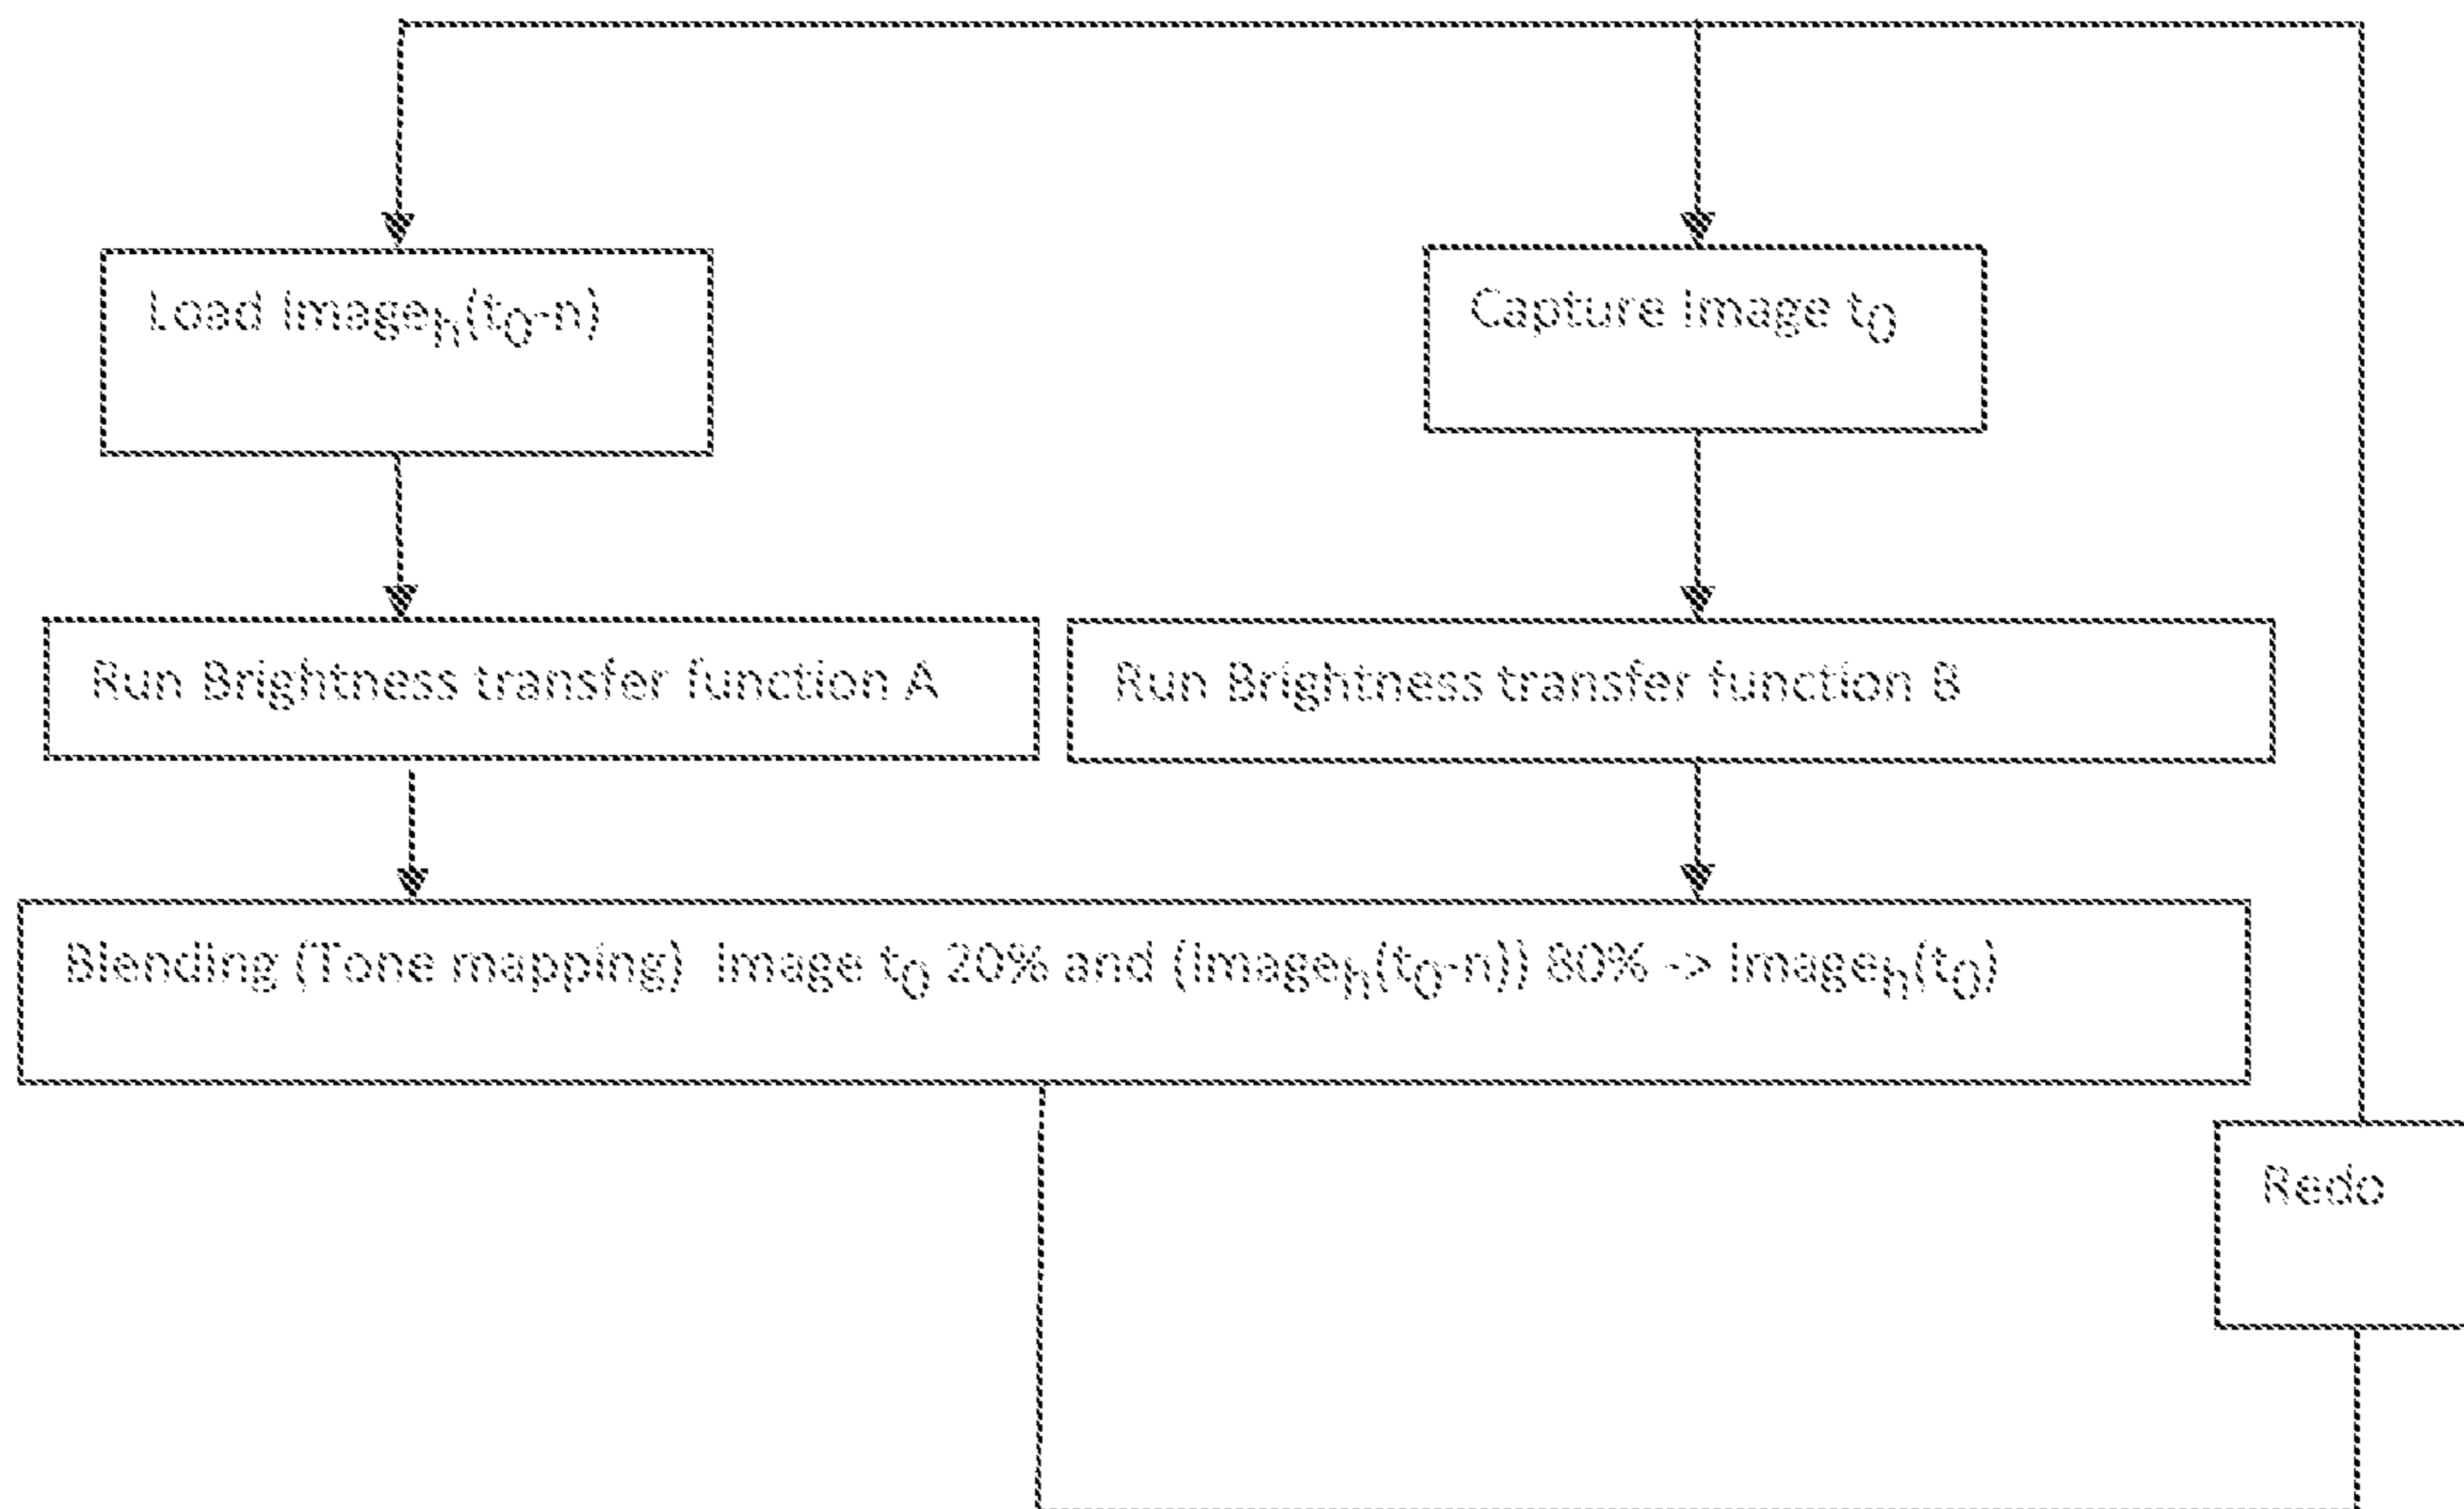 Load Imageₕ(t₀-n)
Capture Image t₀
Run Brightness transfer function A
Run Brightness transfer function B
Blending (Tone mapping)  Image t₀ 20% and (Imageₕ(t₀-n)) 80% -> Imageₕ(t₀)
Redo